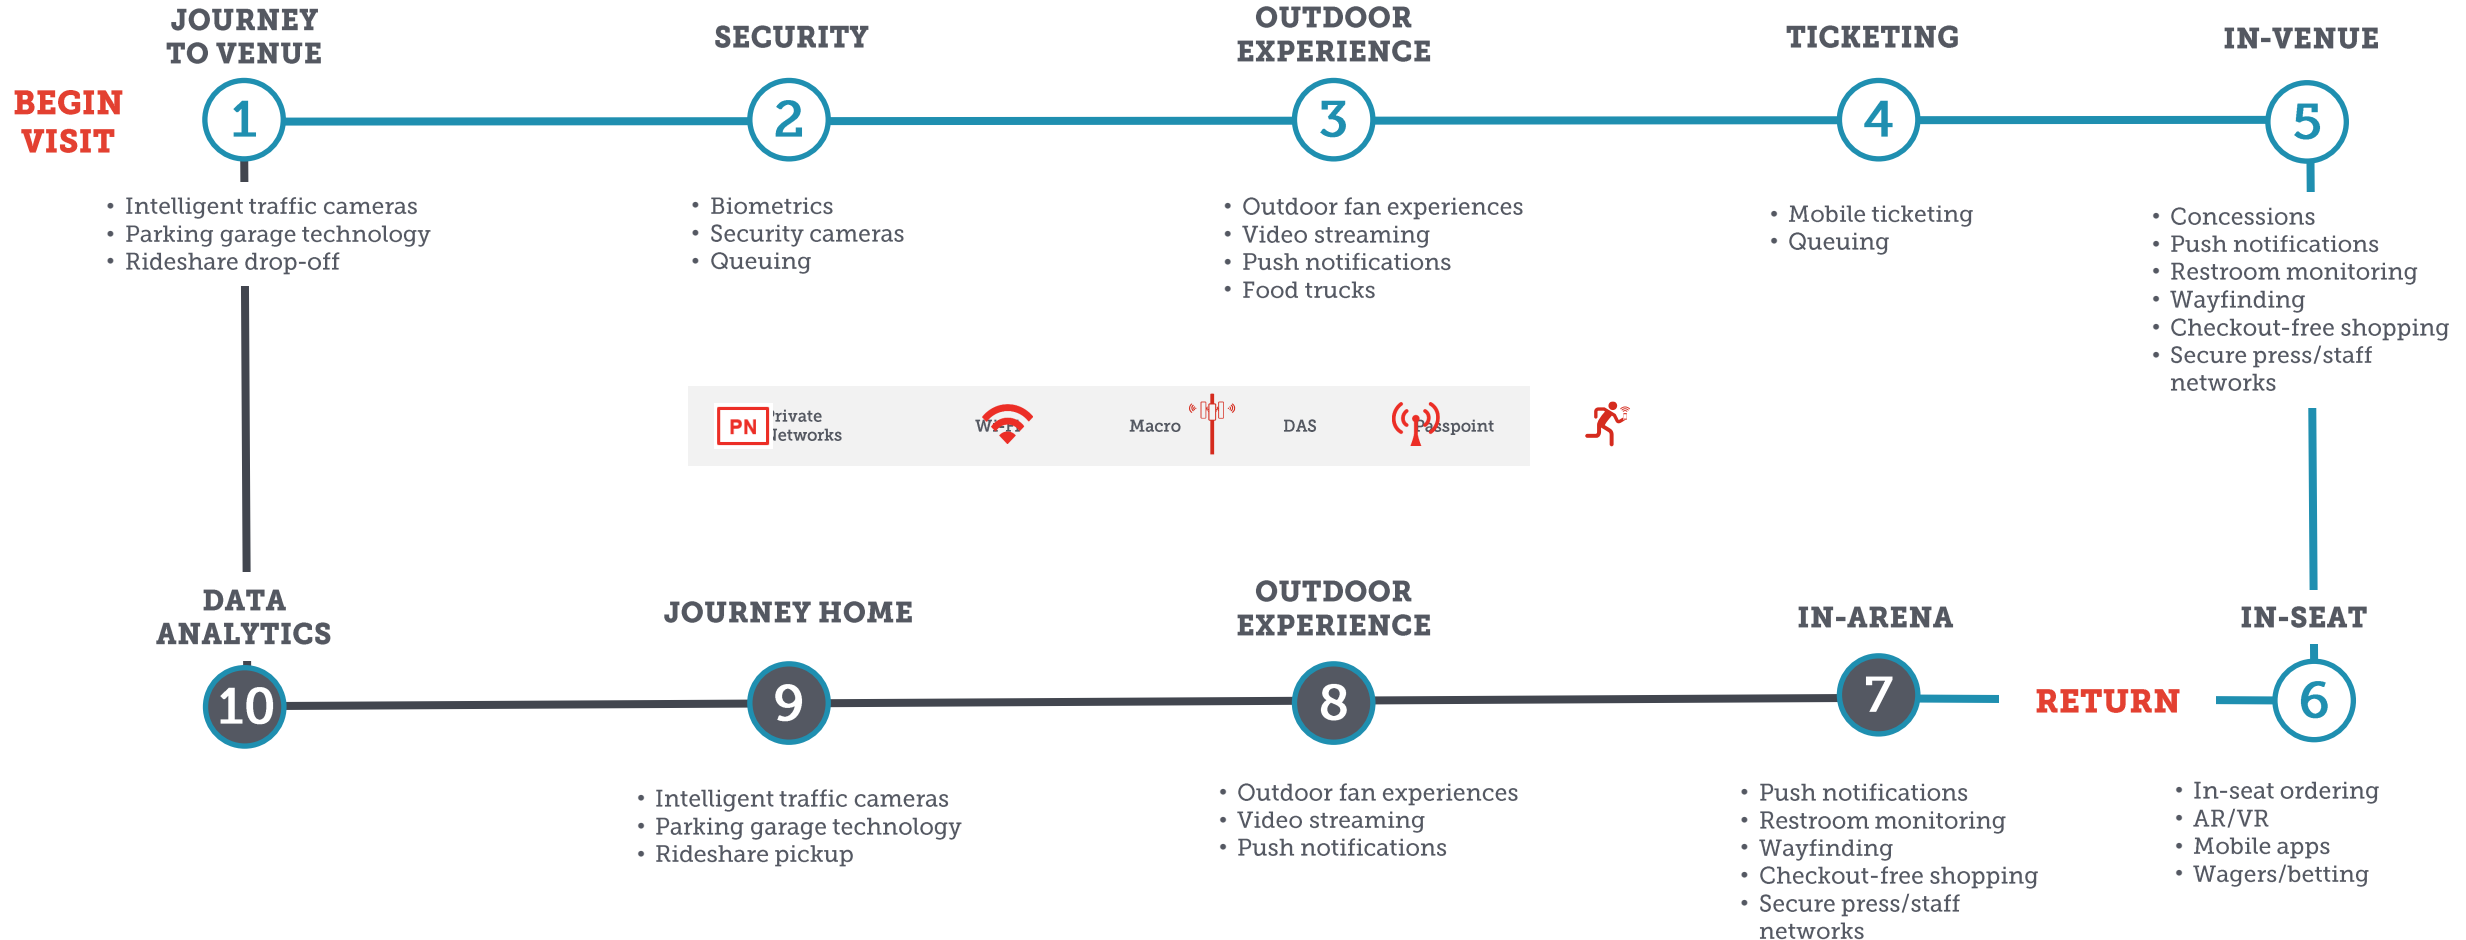 JOURNEY
TO VENUE
SECURITY
OUTDOOR
EXPERIENCE
TICKETING
IN-VENUE
BEGIN
VISIT
1
2
3
4
5
• Intelligent traffic cameras
• Parking garage technology
• Rideshare drop-off
• Biometrics
• Security cameras
• Queuing
• Outdoor fan experiences
• Video streaming
• Push notifications
• Food trucks
• Mobile ticketing
• Queuing
• Concessions
• Push notifications
• Restroom monitoring
• Wayfinding
• Checkout-free shopping
• Secure press/staff
networks
PN
Private
Networks
Wi-Fi
Macro
DAS
Passpoint
DATA
ANALYTICS
JOURNEY HOME
OUTDOOR
EXPERIENCE
IN-ARENA
IN-SEAT
10
9
8
7
RETURN
6
• Intelligent traffic cameras
• Parking garage technology
• Rideshare pickup
• Outdoor fan experiences
• Video streaming
• Push notifications
• Push notifications
• Restroom monitoring
• Wayfinding
• Checkout-free shopping
• Secure press/staff
networks
• In-seat ordering
• AR/VR
• Mobile apps
• Wagers/betting